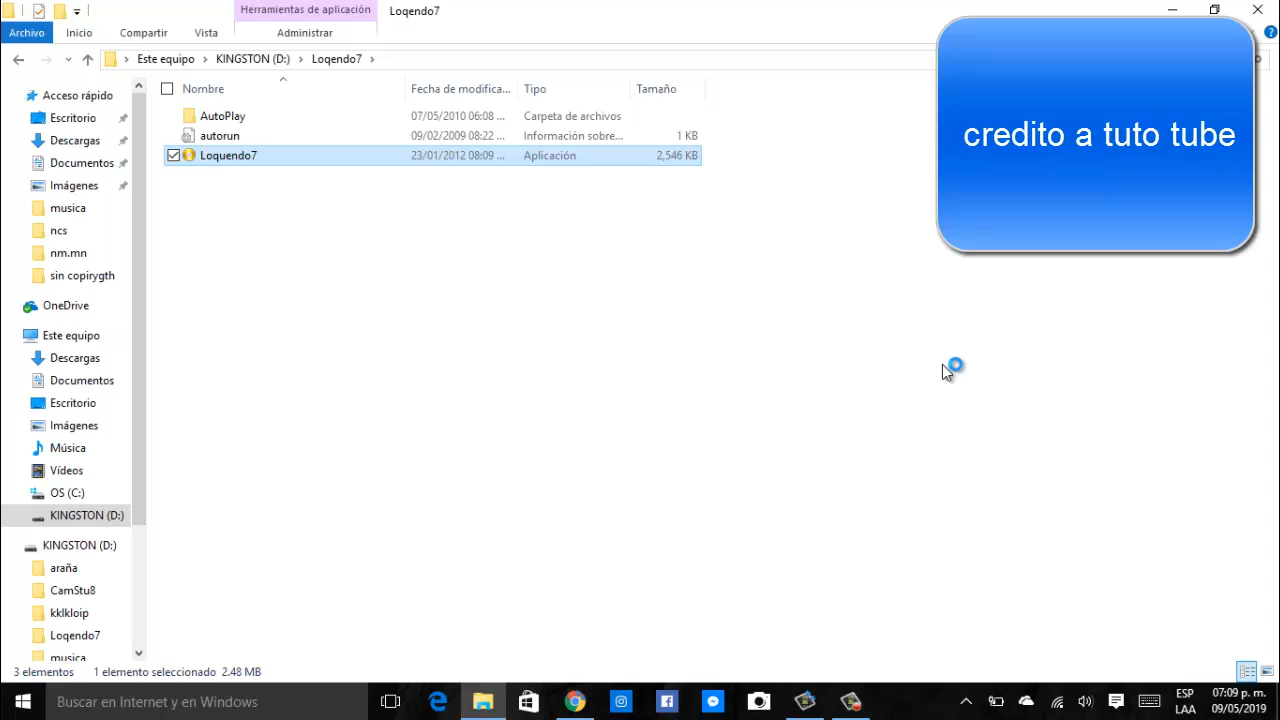 Herramientas de aplicación
Loqendo7
Archivo
Inicio
Compartir
Vista
Administrar
Este equipo
KINGSTON (D:)
Loqendo7
Nombre
Fecha de modifica...
Tipo
Tamaño
AutoPlay
07/05/2010 06:08 ...
Carpeta de archivos
autorun
09/02/2009 08:22 ...
Información sobre...
1 KB
Loquendo7
23/01/2012 08:09 ...
Aplicación
2,546 KB
credito a tuto tube
Acceso rápido
Escritorio
Descargas
Documentos
Imágenes
musica
ncs
nm.mn
sin copirygth
OneDrive
Este equipo
Descargas
Documentos
Escritorio
Imágenes
Música
Vídeos
OS (C:)
KINGSTON (D:)
KINGSTON (D:)
araña
CamStu8
kklkloip
Loqendo7
musica
3 elementos
1 elemento seleccionado 2.48 MB
Buscar en Internet y en Windows
ESP
LAA
07:09 p. m.
09/05/2019